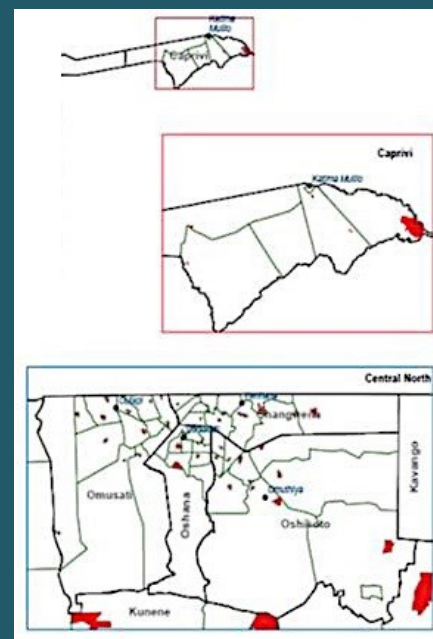 Katima
Mulilo
Caprivi
Caprivi
Katima Mulilo
Central North
Ohangwena
Omusati
Oshana
Omuthiya
Oshikoto
Kavango
Kunene